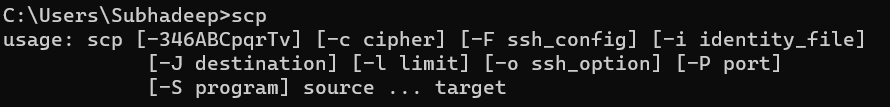 C:\Users\Subhadeep>scp
usage: scp [-346ABCpqrTv] [-c cipher] [-F ssh_config] [-i identity_file]
           [-J destination] [-l limit] [-o ssh_option] [-P port]
           [-S program] source ... target